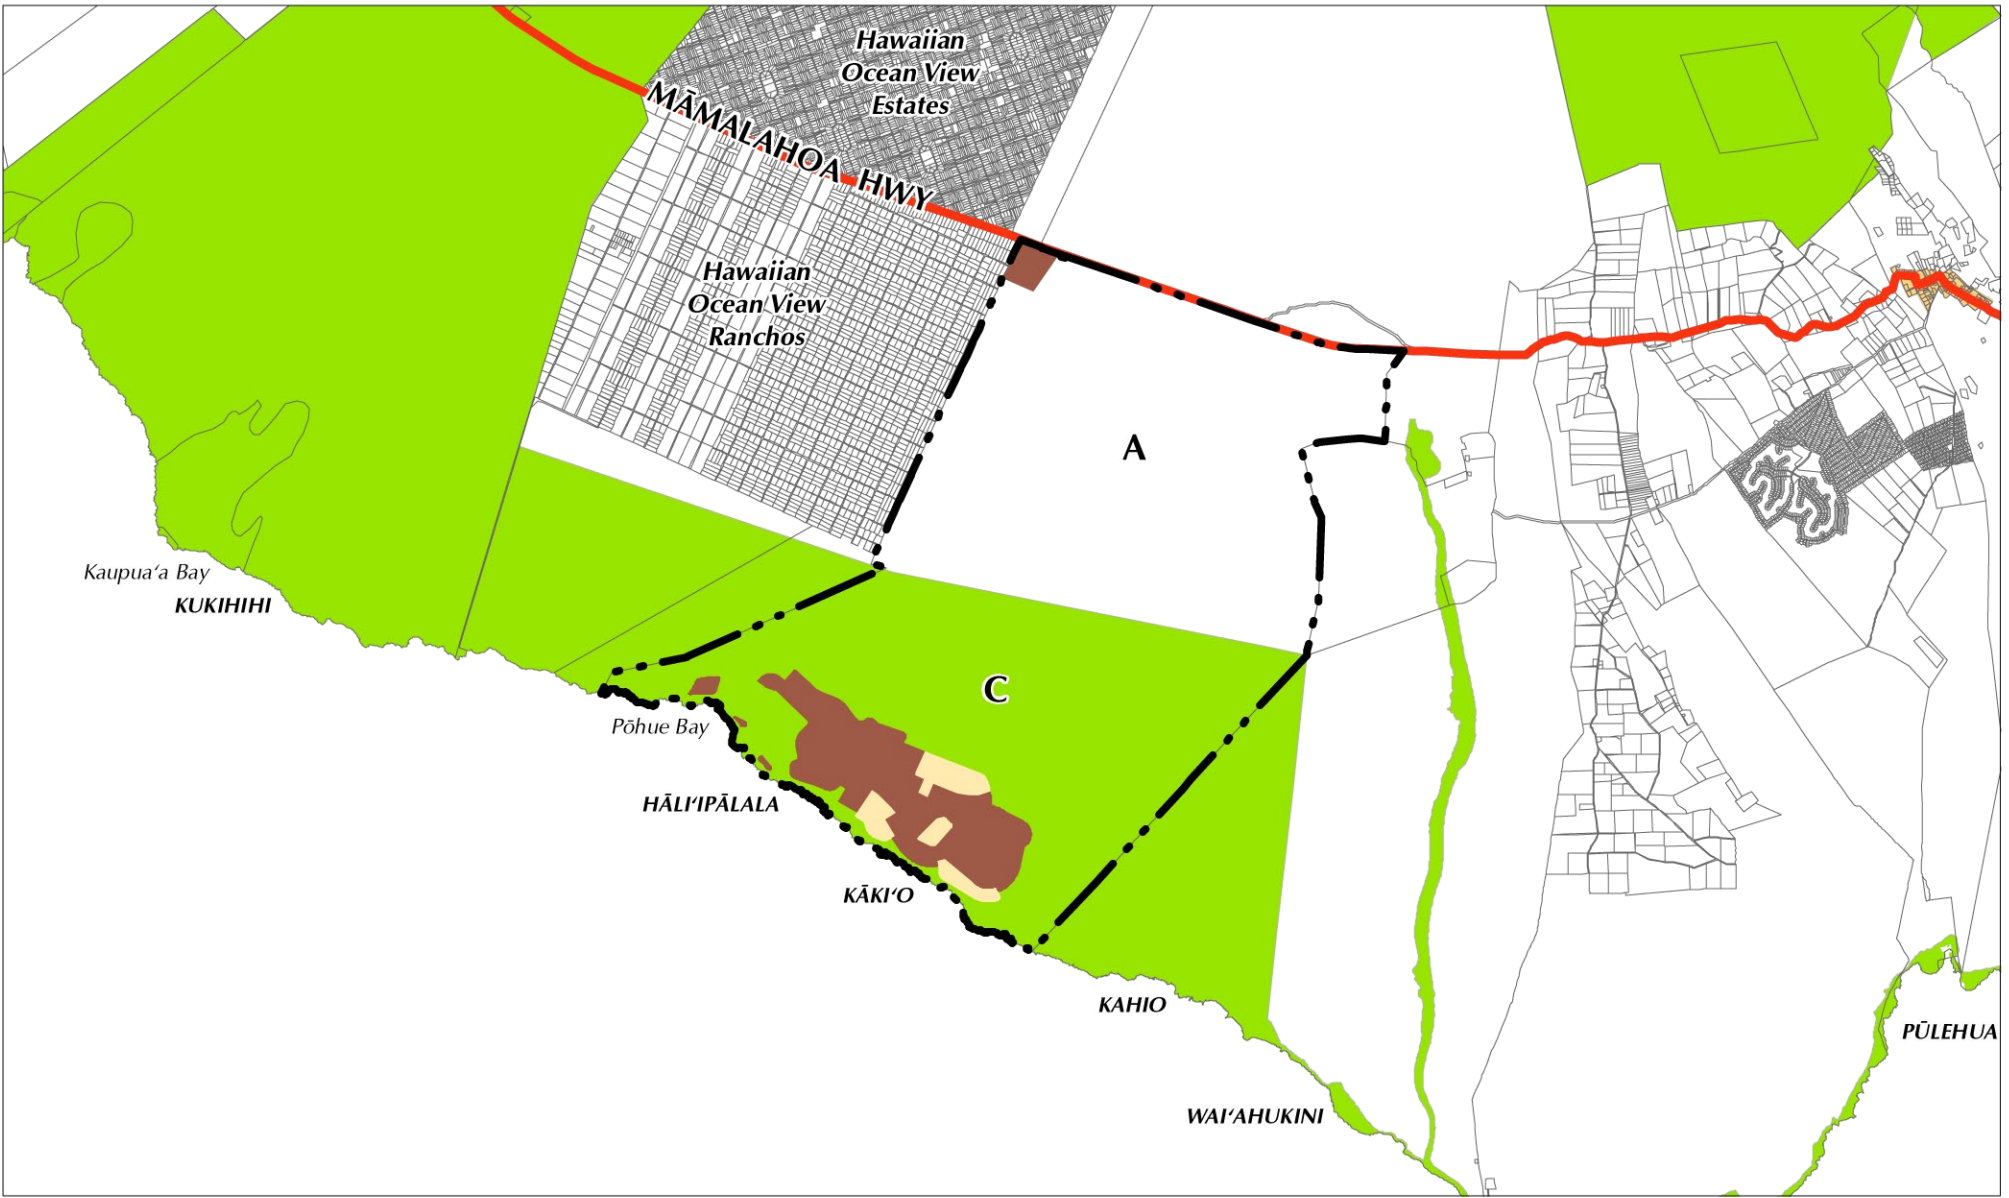 Hawaiian
Ocean View
Estates
MĀMALAHOA HWY
Hawaiian
Ocean View
Ranchos
A
Kaupuaʻa Bay
KUKIHIHI
C
Pōhue Bay
HĀLIʻIPĀLALA
KĀKIʻO
KAHIO
PŪLEHUA
WAIʻAHUKINI